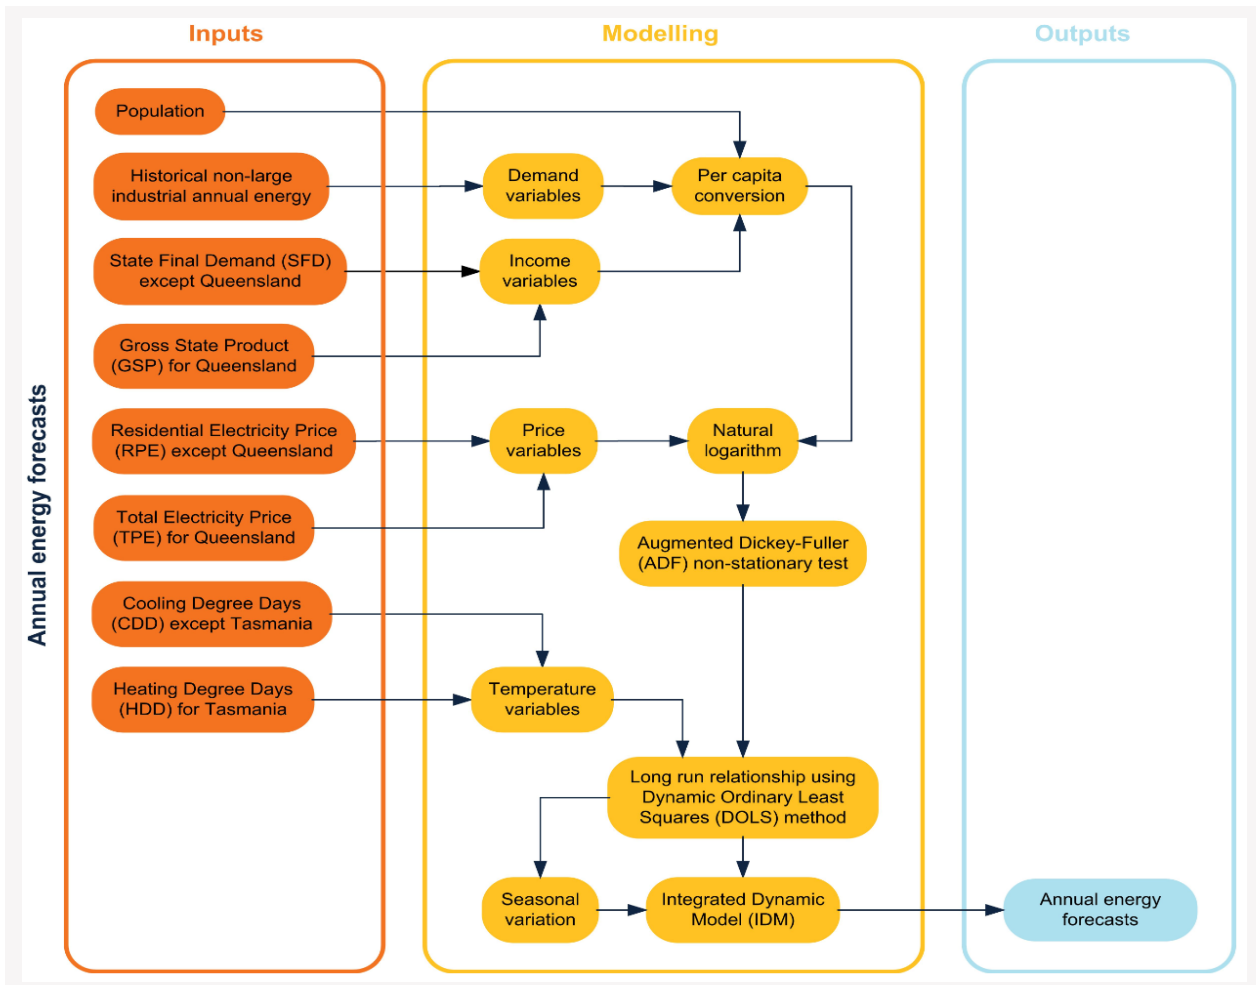 Inputs
Modelling
Outputs
Annual energy forecasts
Population
Historical non-large
industrial annual energy
Demand
variables
Per capita
conversion
State Final Demand (SFD)
except Queensland
Income
variables
Gross State Product
(GSP) for Queensland
Residential Electricity Price
(RPE) except Queensland
Price
variables
Natural
logarithm
Total Electricity Price
(TPE) for Queensland
Augmented Dickey-Fuller
(ADF) non-stationary test
Cooling Degree Days
(CDD) except Tasmania
Heating Degree Days
(HDD) for Tasmania
Temperature
variables
Long run relationship using
Dynamic Ordinary Least
Squares (DOLS) method
Seasonal
variation
Integrated Dynamic
Model (IDM)
Annual energy
forecasts